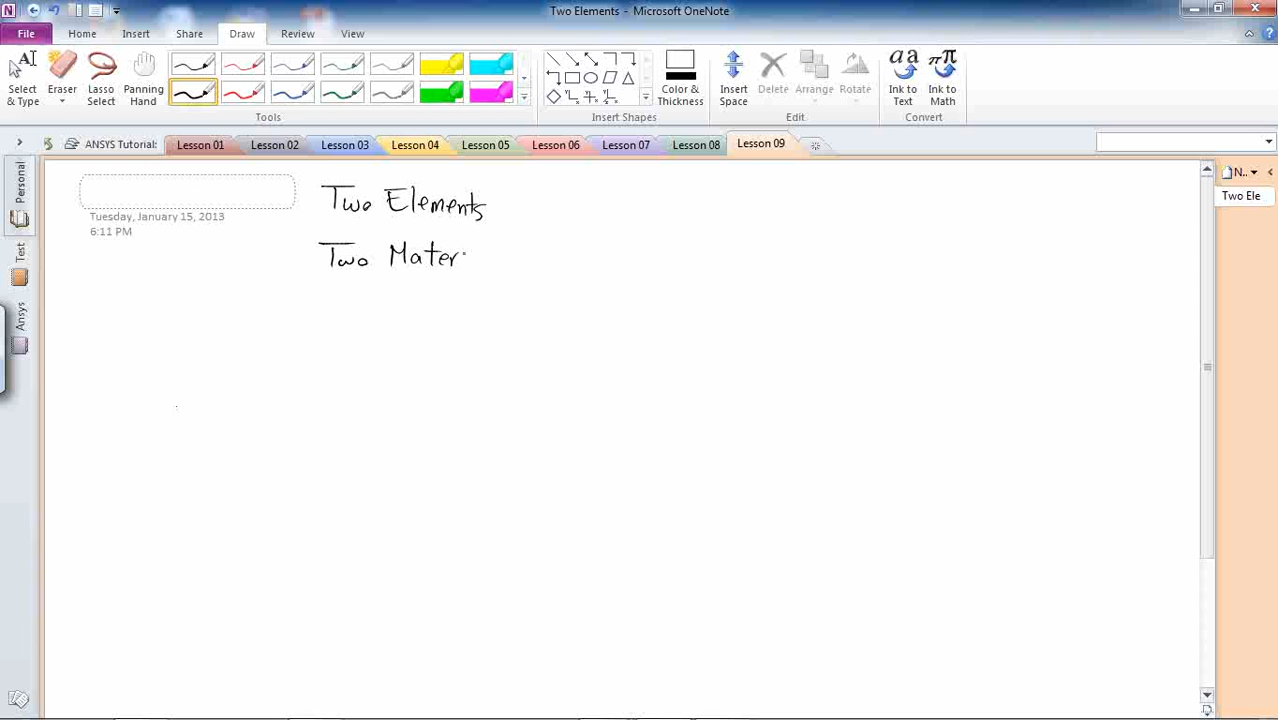 Two Elements - Microsoft OneNote
File Home Insert Share Draw Review View
Select & Type
Eraser
Lasso Select
Panning Hand
Color & Thickness
Insert Space
Delete
Arrange
Rotate
Ink to Text
Ink to Math
Tools
Insert Shapes
Edit
Convert
ANSYS Tutorial: Lesson 01 Lesson 02 Lesson 03 Lesson 04 Lesson 05 Lesson 06 Lesson 07 Lesson 08 Lesson 09
N..
Two Ele
Personal
Test
Ansys
Tuesday, January 15, 2013
6:11 PM
Two Elements
Two Materi